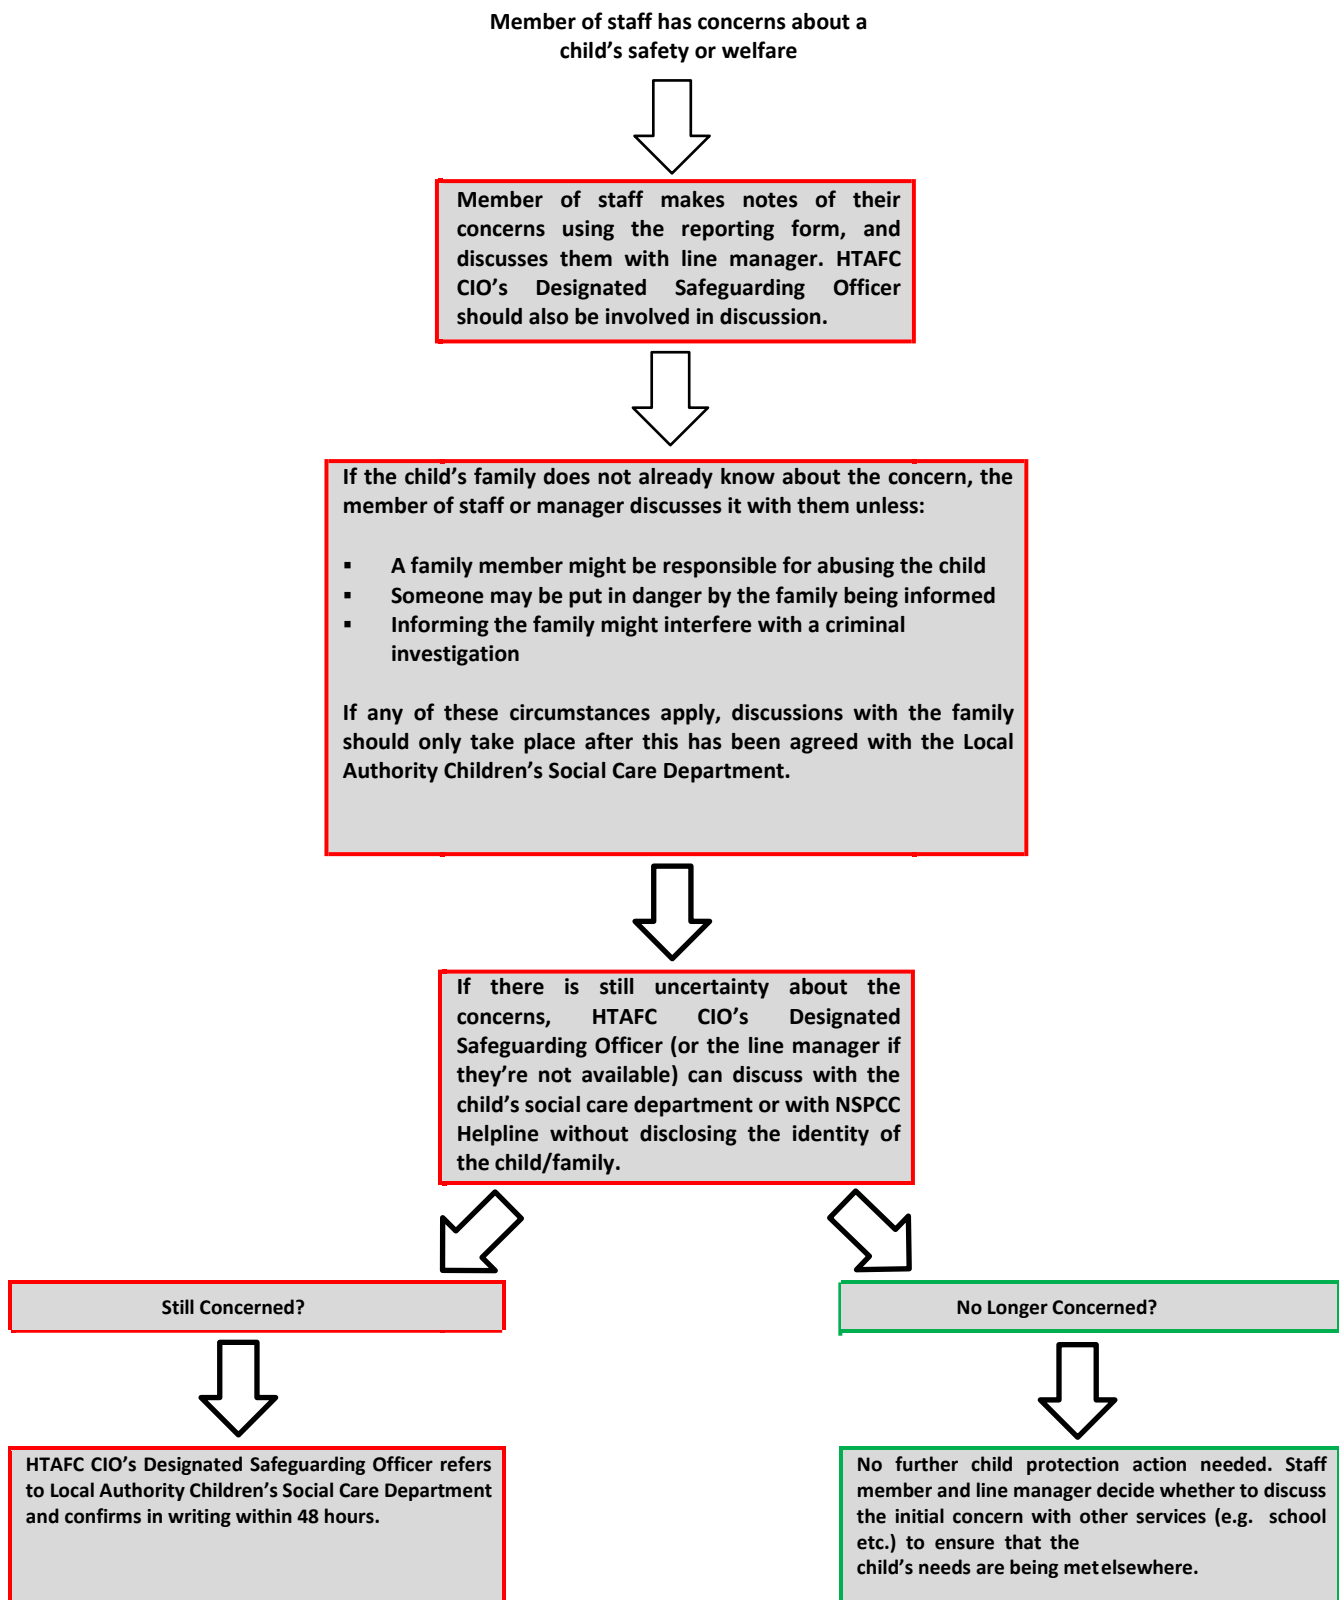 Member of staff has concerns about a
child’s safety or welfare
Member of staff makes notes of their
concerns using the reporting form, and
discusses them with line manager. HTAFC
CIO’s Designated Safeguarding Officer
should also be involved in discussion.
If the child’s family does not already know about the concern, the
member of staff or manager discusses it with them unless:
▪ A family member might be responsible for abusing the child
▪ Someone may be put in danger by the family being informed
▪ Informing the family might interfere with a criminal
investigation
If any of these circumstances apply, discussions with the family
should only take place after this has been agreed with the Local
Authority Children’s Social Care Department.
If there is still uncertainty about the
concerns, HTAFC CIO’s Designated
Safeguarding Officer (or the line manager if
they’re not available) can discuss with the
child’s social care department or with NSPCC
Helpline without disclosing the identity of
the child/family.
Still Concerned?
No Longer Concerned?
HTAFC CIO’s Designated Safeguarding Officer refers
to Local Authority Children’s Social Care Department
and confirms in writing within 48 hours.
No further child protection action needed. Staff
member and line manager decide whether to discuss
the initial concern with other services (e.g. school
etc.) to ensure that the
child’s needs are being met elsewhere.